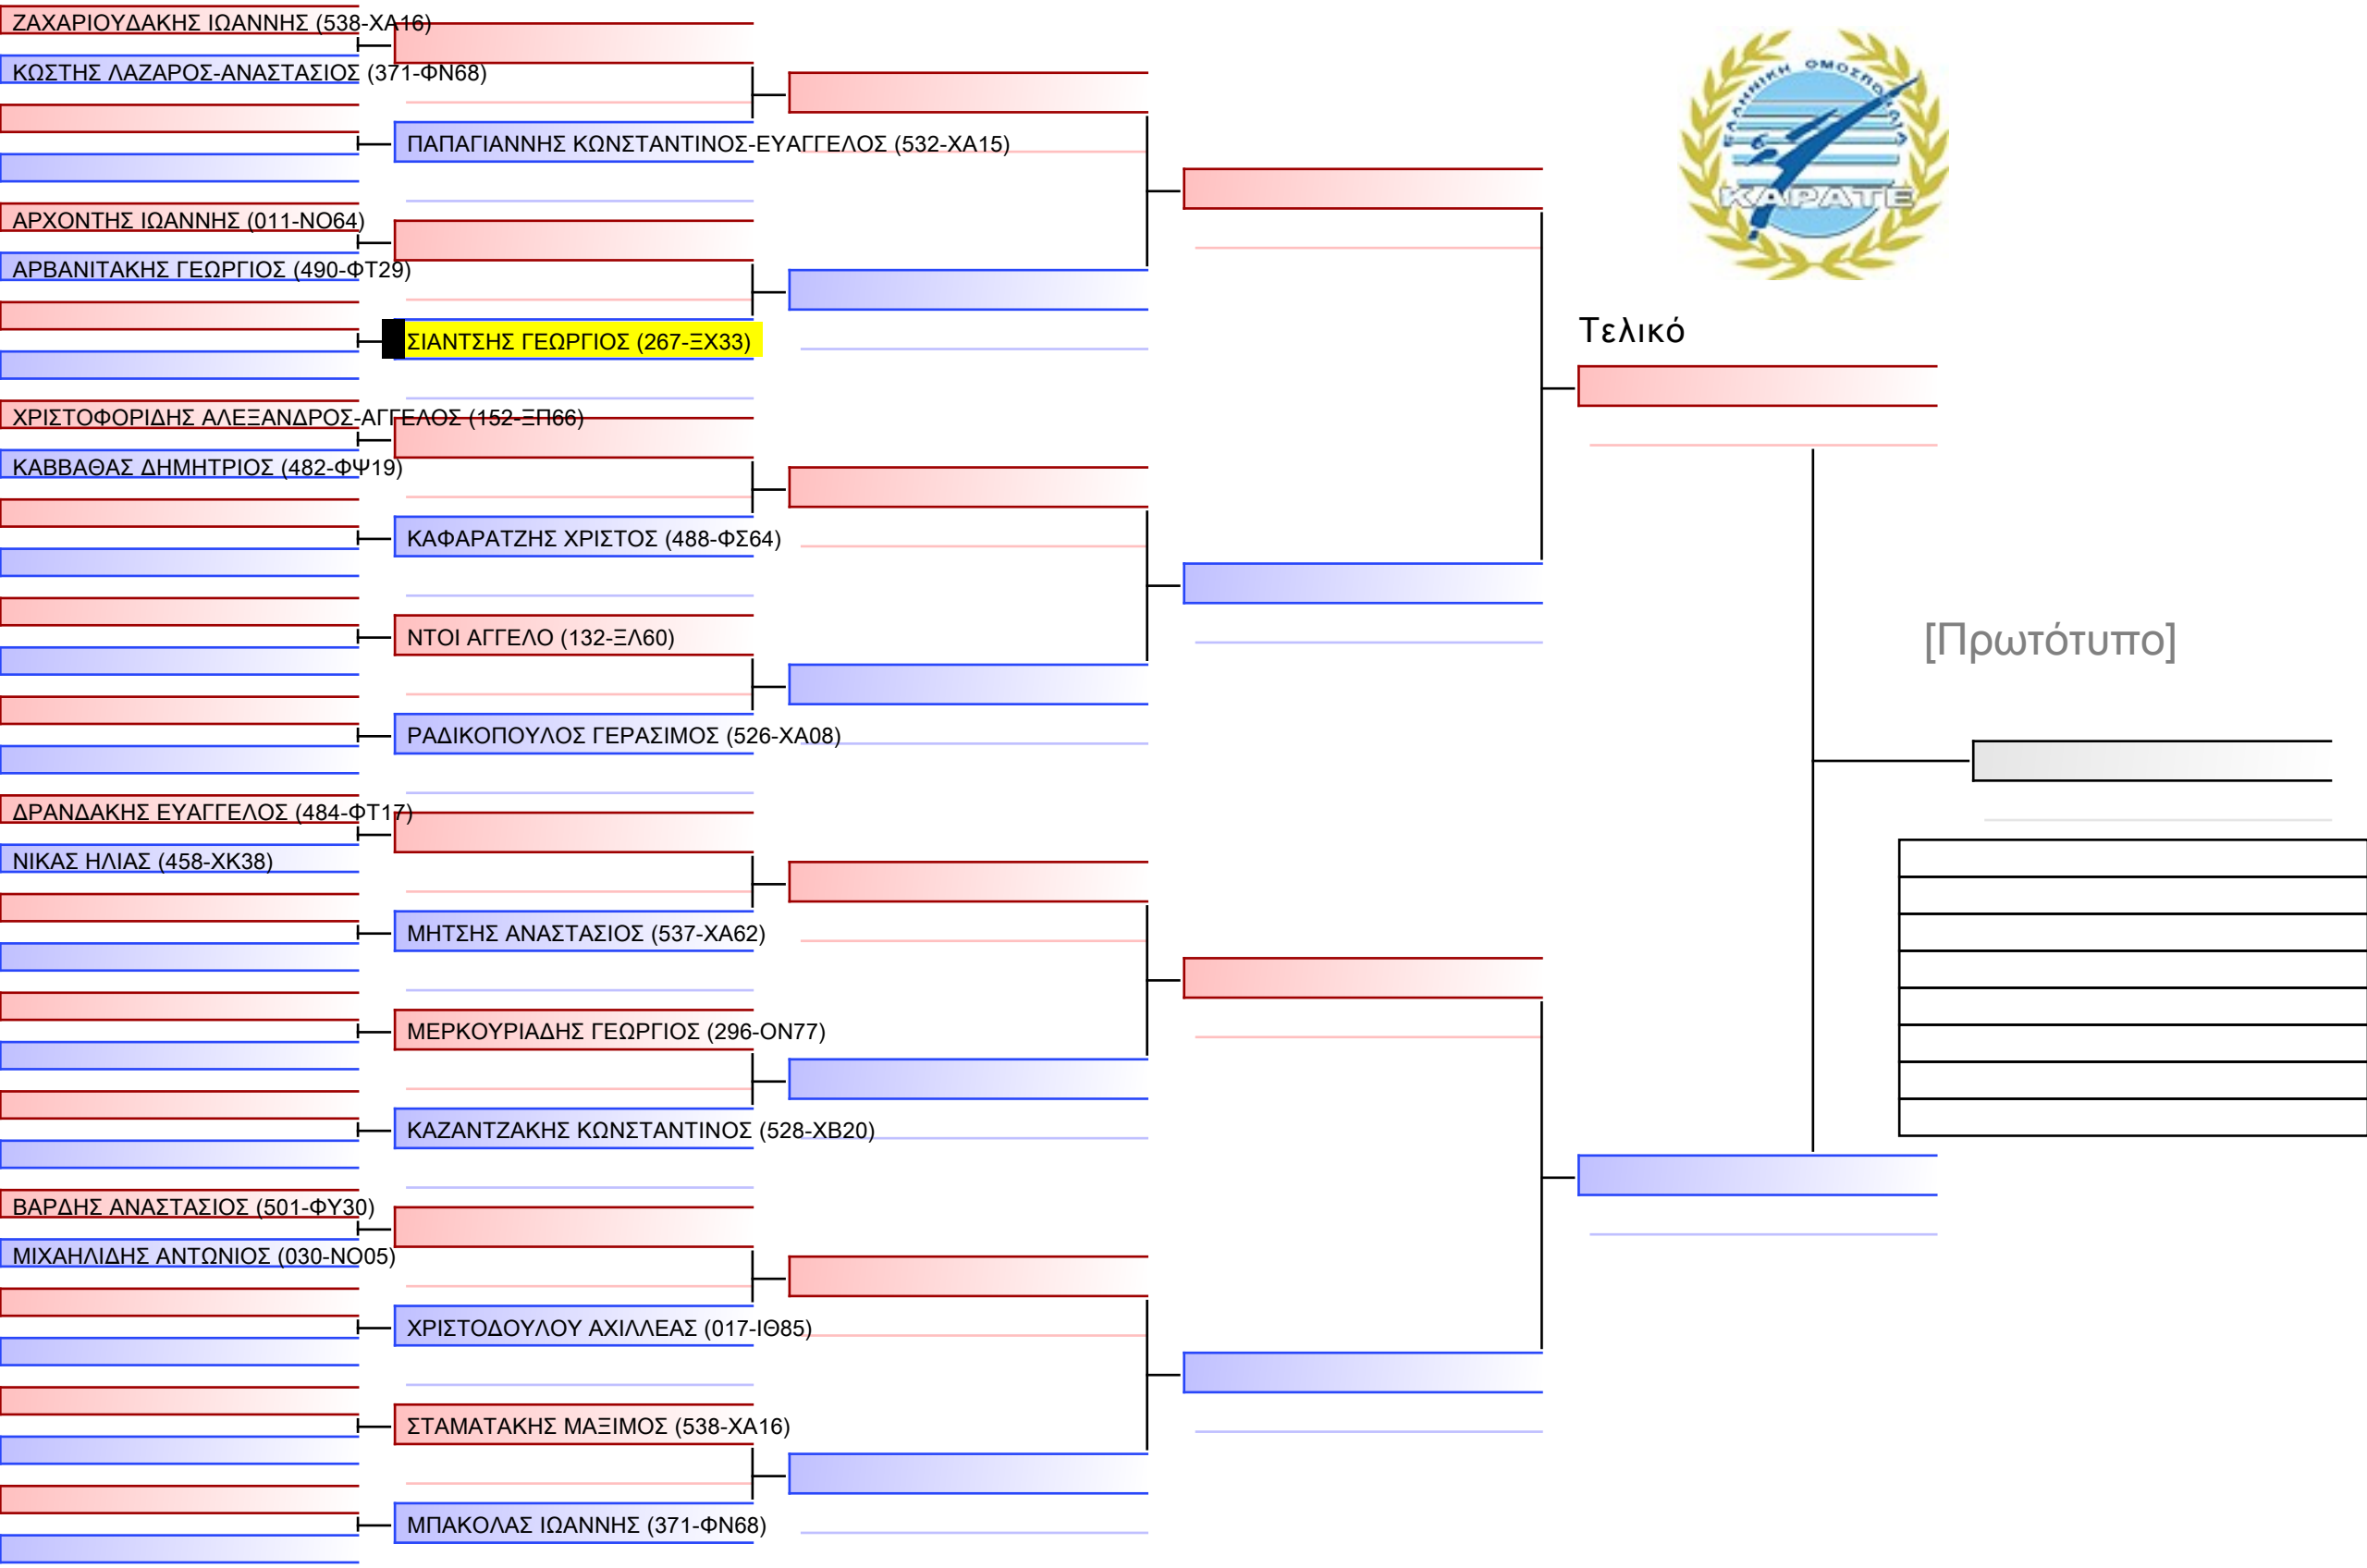 ΖΑΧΑΡΙΟΥΔΑΚΗΣ ΙΩΑΝΝΗΣ (538-ΧΑ16)
ΚΩΣΤΗΣ ΛΑΖΑΡΟΣ-ΑΝΑΣΤΑΣΙΟΣ (371-ΦΝ68)
ΠΑΠΑΓΙΑΝΝΗΣ ΚΩΝΣΤΑΝΤΙΝΟΣ-ΕΥΑΓΓΕΛΟΣ (532-ΧΑ15)
ΑΡΧΟΝΤΗΣ ΙΩΑΝΝΗΣ (011-ΝΟ64)
ΑΡΒΑΝΙΤΑΚΗΣ ΓΕΩΡΓΙΟΣ (490-ΦΤ29)
ΣΙΑΝΤΣΗΣ ΓΕΩΡΓΙΟΣ (267-ΞΧ33)
ΧΡΙΣΤΟΦΟΡΙΔΗΣ ΑΛΕΞΑΝΔΡΟΣ-ΑΓΓΕΛΟΣ (152-ΞΠ66)
ΚΑΒΒΑΘΑΣ ΔΗΜΗΤΡΙΟΣ (482-ΦΨ19)
ΚΑΦΑΡΑΤΖΗΣ ΧΡΙΣΤΟΣ (488-ΦΣ64)
ΝΤΟΙ ΑΓΓΕΛΟ (132-ΞΛ60)
ΡΑΔΙΚΟΠΟΥΛΟΣ ΓΕΡΑΣΙΜΟΣ (526-ΧΑ08)
ΔΡΑΝΔΑΚΗΣ ΕΥΑΓΓΕΛΟΣ (484-ΦΤ17)
ΝΙΚΑΣ ΗΛΙΑΣ (458-ΧΚ38)
ΜΗΤΣΗΣ ΑΝΑΣΤΑΣΙΟΣ (537-ΧΑ62)
ΜΕΡΚΟΥΡΙΑΔΗΣ ΓΕΩΡΓΙΟΣ (296-ΟΝ77)
ΚΑΖΑΝΤΖΑΚΗΣ ΚΩΝΣΤΑΝΤΙΝΟΣ (528-ΧΒ20)
ΒΑΡΔΗΣ ΑΝΑΣΤΑΣΙΟΣ (501-ΦΥ30)
ΜΙΧΑΗΛΙΔΗΣ ΑΝΤΩΝΙΟΣ (030-ΝΟ05)
ΧΡΙΣΤΟΔΟΥΛΟΥ ΑΧΙΛΛΕΑΣ (017-ΙΘ85)
ΣΤΑΜΑΤΑΚΗΣ ΜΑΞΙΜΟΣ (538-ΧΑ16)
ΜΠΑΚΟΛΑΣ ΙΩΑΝΝΗΣ (371-ΦΝ68)
ΕΛΛΗΝΙΚΗ ΟΜΟΣΠΟΝΔΙΑ
ΚΑΡΑΤΕ
Τελικό
[Πρωτότυπο]